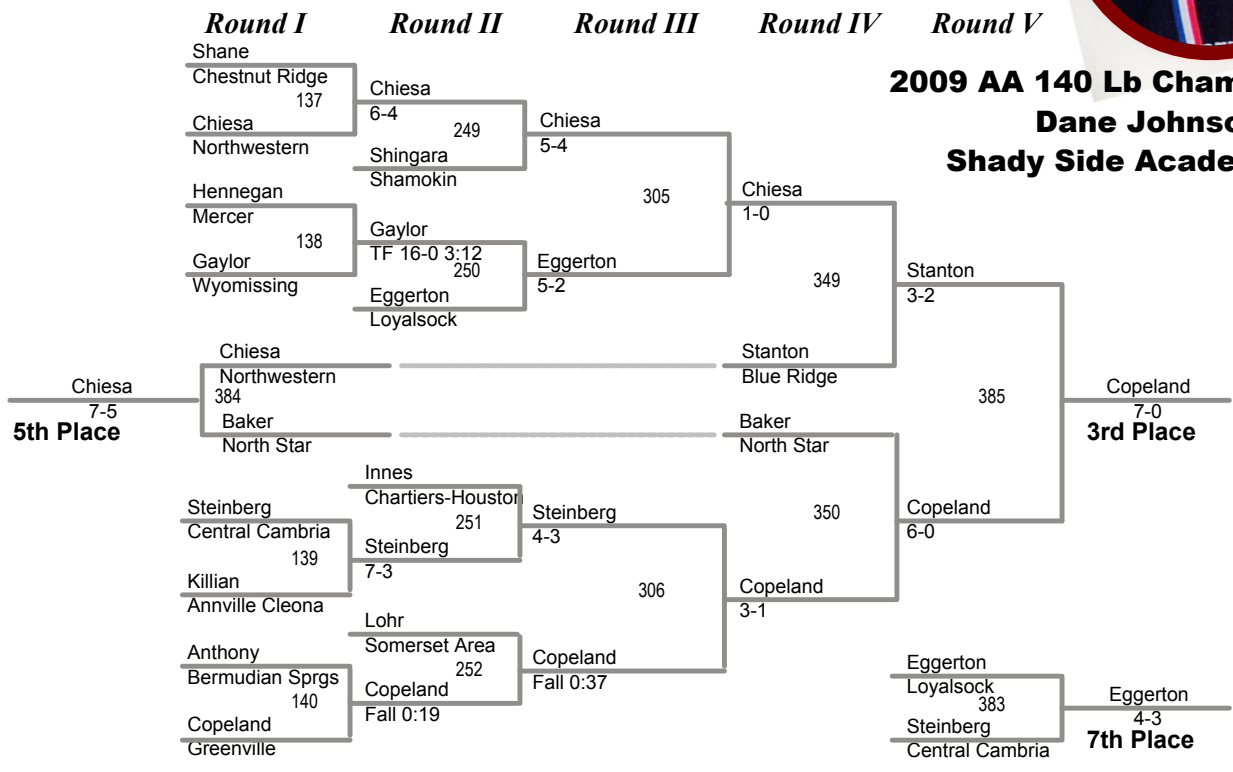 Round I Round II Round III Round IV Round V
2009 AA 140 Lb Cham
Dane Johnso
Shady Side Acade
Shane
Chestnut Ridge
137
Chiesa
Northwestern
Chiesa
6-4
249
Shingara
Shamokin
Chiesa
5-4
Hennegan
Mercer
138
Gaylor
Wyomissing
Gaylor
TF 16-0 3:12
250
Eggerton
Loyalsock
Eggerton
5-2
305
Chiesa
1-0
349
Stanton
Blue Ridge
Stanton
3-2
Chiesa
Northwestern
384
Baker
North Star
Chiesa
7-5
5th Place
Baker
North Star
385
Copeland
7-0
3rd Place
Innes
Chartiers-Houston
251
Steinberg
Central Cambria
139
Killian
Annville Cleona
Steinberg
7-3
Steinberg
4-3
350
Copeland
6-0
306
Copeland
3-1
Lohr
Somerset Area
252
Anthony
Bermudian Sprgs
140
Copeland
Greenville
Copeland
Fall 0:19
Copeland
Fall 0:37
Eggerton
Loyalsock
383
Steinberg
Central Cambria
Eggerton
4-3
7th Place